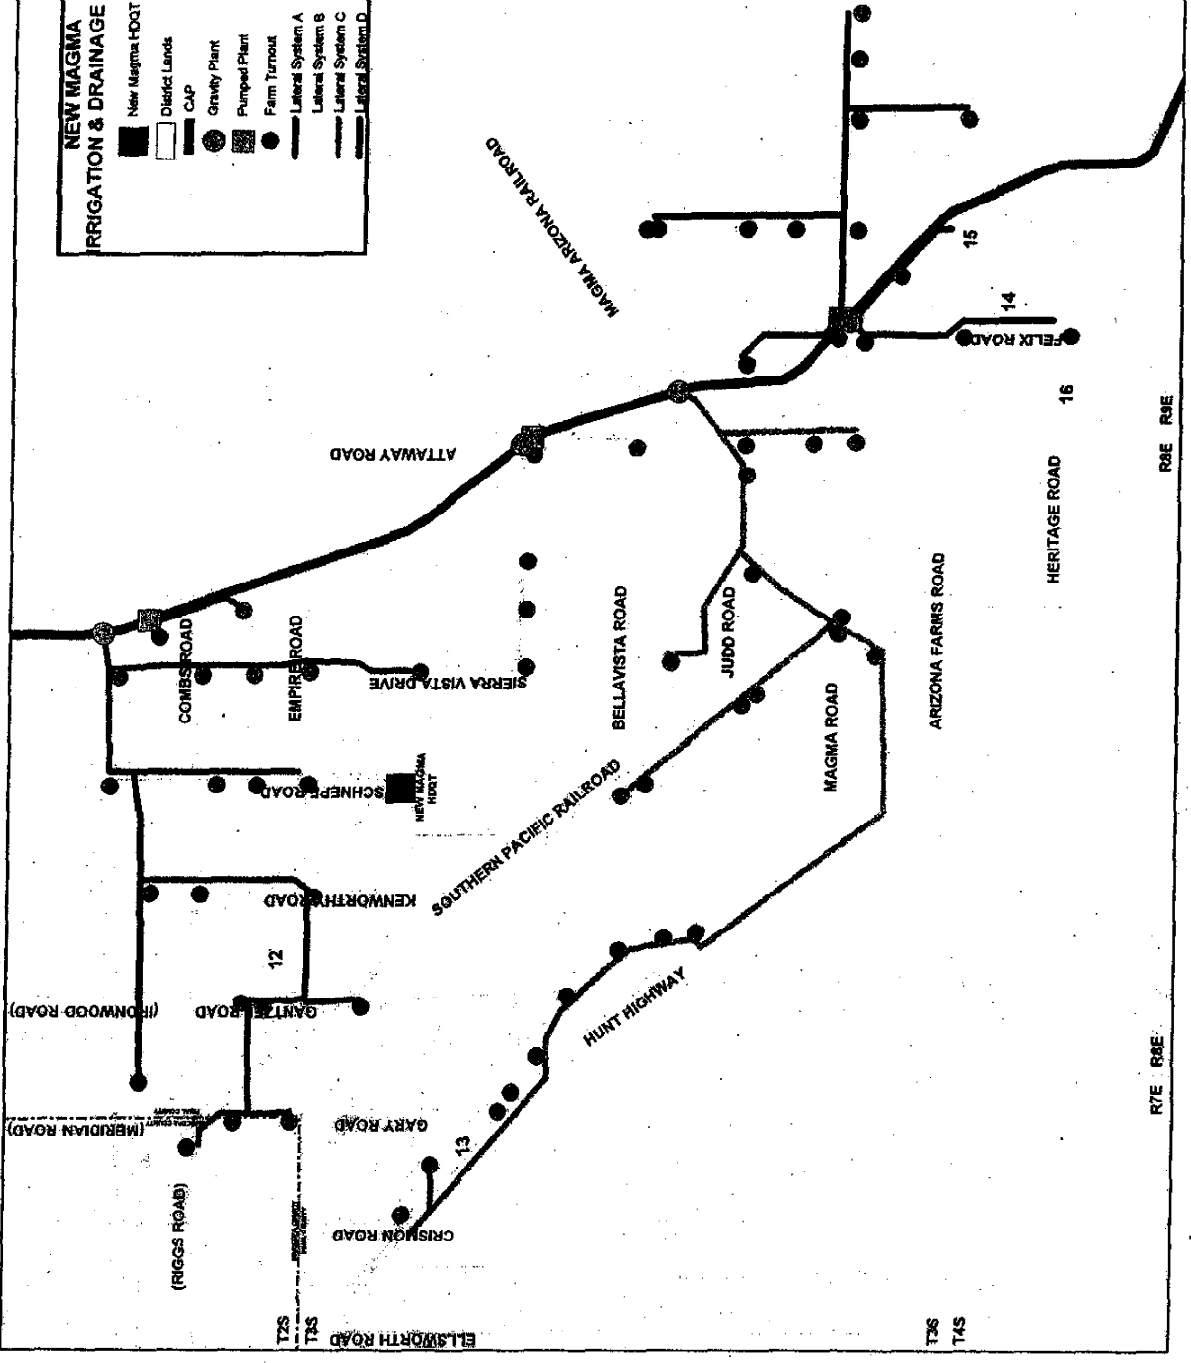 NEW MAGMA
IRRIGATION & DRAINAGE
New Magma HDQT
District Lands
CAP
Gravity Plant
Pumped Plant
Farm Turnout
Lateral System A
Lateral System B
Lateral System C
Lateral System D
MAGMA ARIZONA RAILROAD
15
14
FELIX ROAD
16
R8E R9E
ATTAWAY ROAD
HERITAGE ROAD
COMBS ROAD
EMPIRE ROAD
SIERRA VISTA DRIVE
BELLAVISTA ROAD
JUDD ROAD
MAGMA ROAD
ARIZONA FARMS ROAD
SCHNEPF ROAD
NEW MAGMA
HDQT
SOUTHERN PACIFIC RAILROAD
KENWORTHY ROAD
12
(IRONWOOD ROAD)
GANTZEL ROAD
HUNT HIGHWAY
(MERIDIAN ROAD)
GARY ROAD
13
R7E R8E
(RIGGS ROAD)
CRISMON ROAD
T2S
T3S
ELLSWORTH ROAD
T3S
T4S